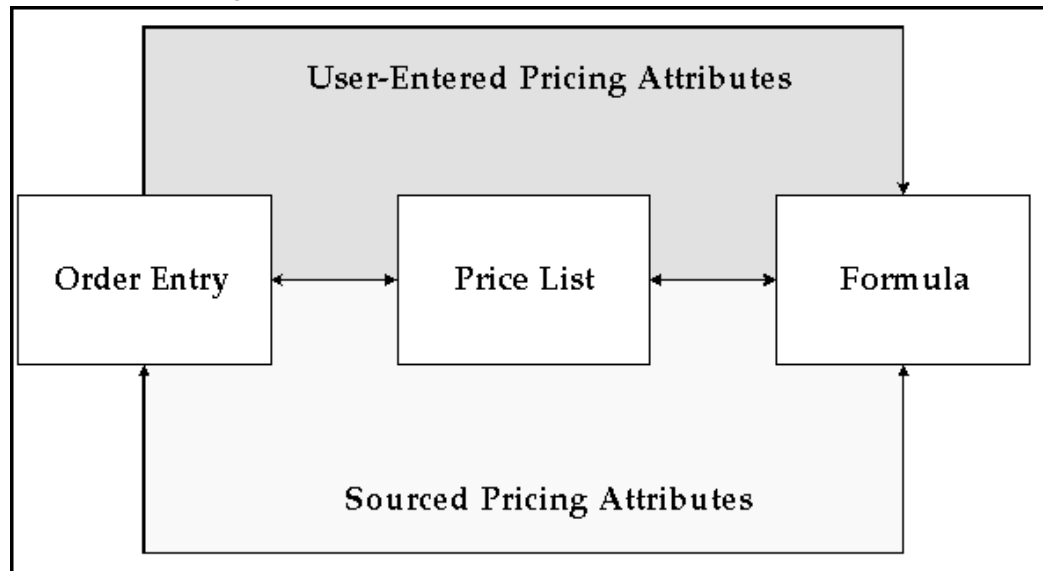 User-Entered Pricing Attributes
Order Entry
Price List
Formula
Sourced Pricing Attributes